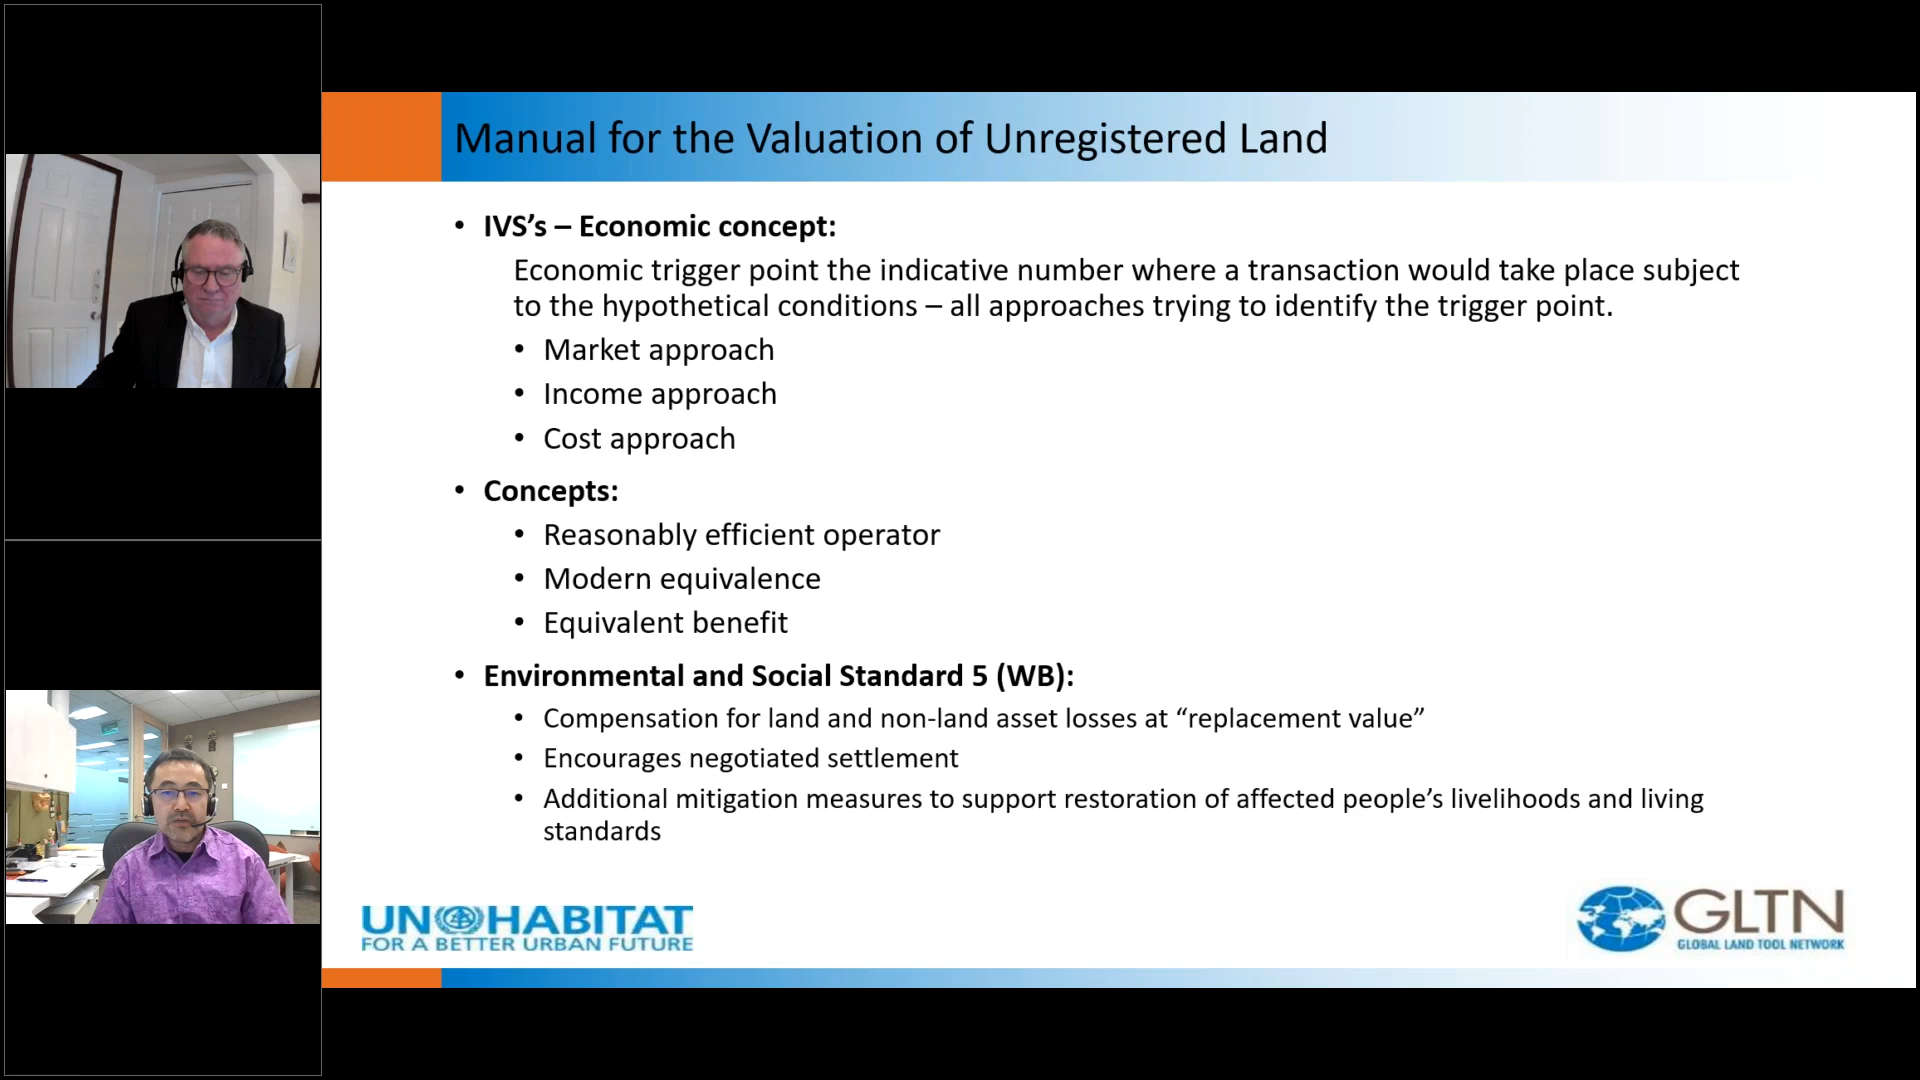 Manual for the Valuation of Unregistered Land
• IVS’s – Economic concept:
Economic trigger point the indicative number where a transaction would take place subject
to the hypothetical conditions – all approaches trying to identify the trigger point.
• Market approach
• Income approach
• Cost approach
• Concepts:
• Reasonably efficient operator
• Modern equivalence
• Equivalent benefit
• Environmental and Social Standard 5 (WB):
• Compensation for land and non-land asset losses at “replacement value”
• Encourages negotiated settlement
• Additional mitigation measures to support restoration of affected people’s livelihoods and living
standards
UN HABITAT
FOR A BETTER URBAN FUTURE
GLTN
GLOBAL LAND TOOL NETWORK